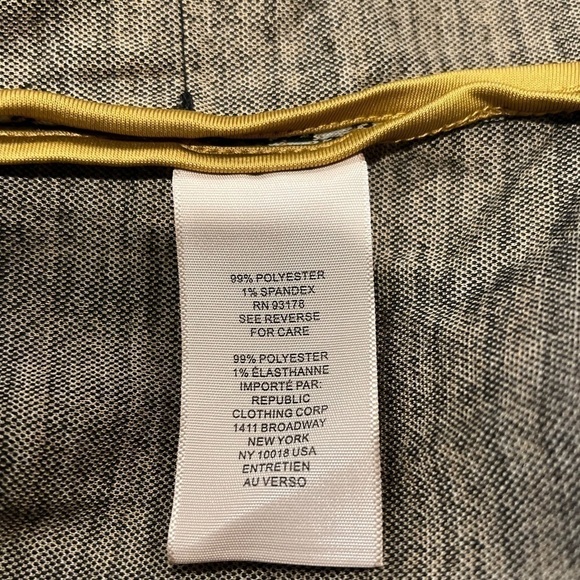 99% POLYESTER
1% SPANDEX
RN 93178
SEE REVERSE
FOR CARE
99% POLYESTER
1% ÉLASTHANNE
IMPORTÉ PAR:
REPUBLIC
CLOTHING CORP
1411 BROADWAY
NEW YORK
NY 10018 USA
ENTRETIEN
AU VERSO